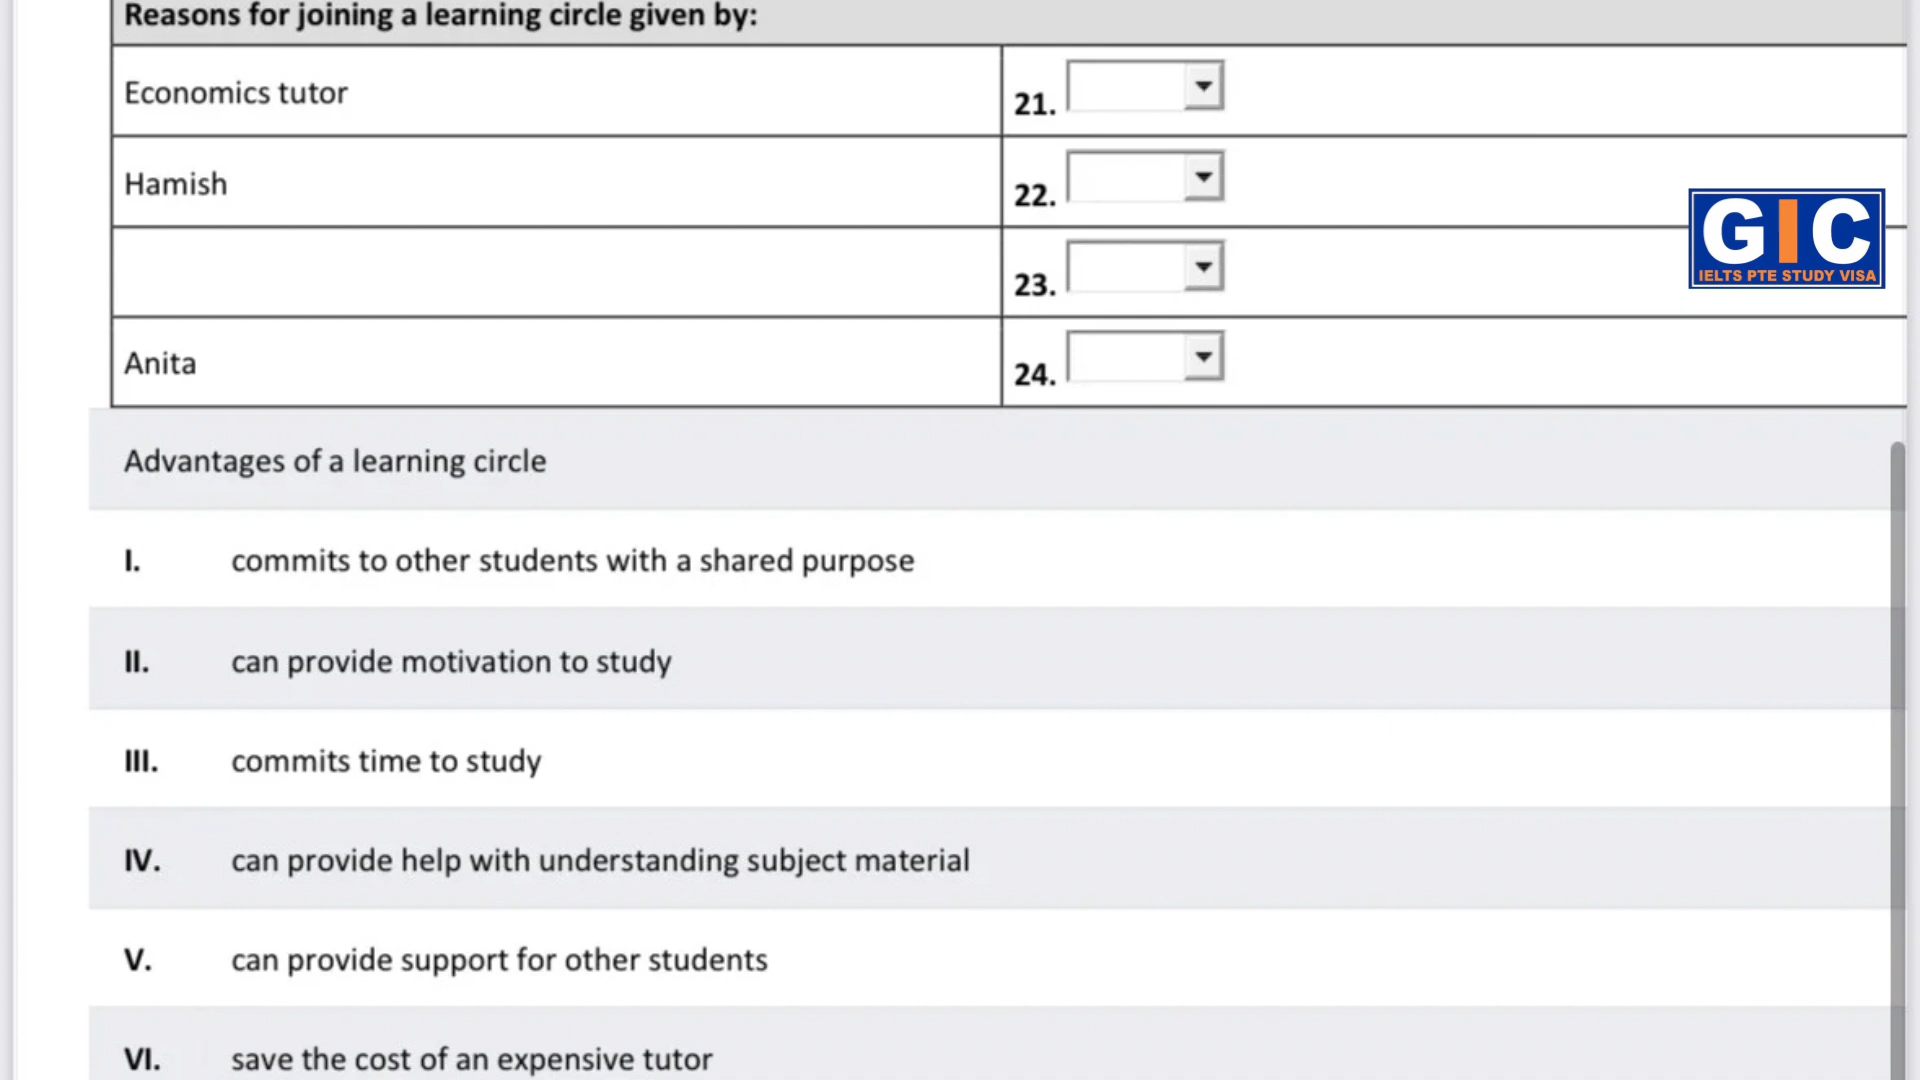 Reasons for joining a learning circle given by:
Economics tutor
21.
Hamish
22.
23.
Anita
24.
GIC
IELTS PTE STUDY VISA
Advantages of a learning circle
I. commits to other students with a shared purpose
II. can provide motivation to study
III. commits time to study
IV. can provide help with understanding subject material
V. can provide support for other students
VI. save the cost of an expensive tutor